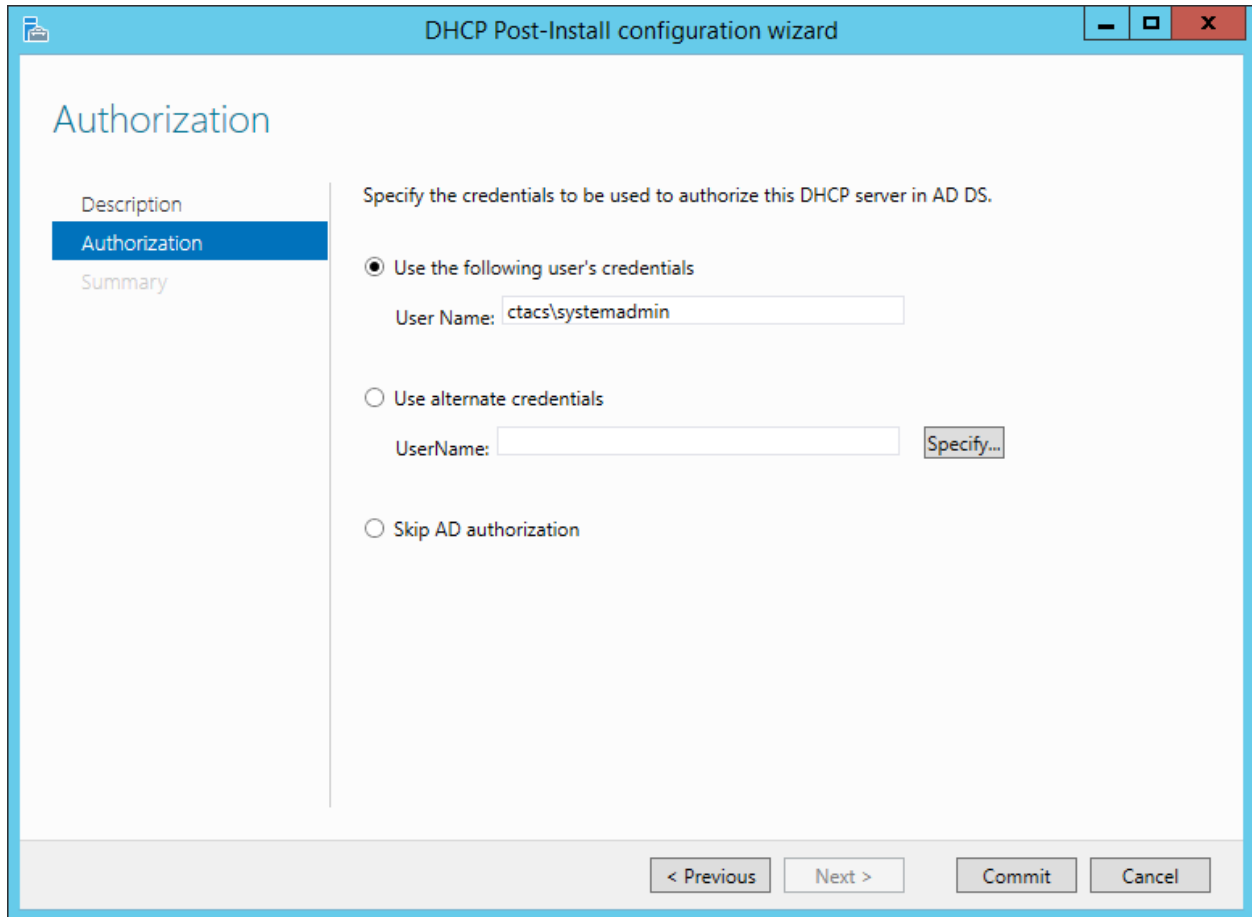 DHCP Post-Install configuration wizard
Authorization
Description
Authorization
Summary
Specify the credentials to be used to authorize this DHCP server in AD DS.
Use the following user's credentials
User Name: ctacs\systemadmin
Use alternate credentials
UserName:
Specify...
Skip AD authorization
< Previous
Next >
Commit
Cancel